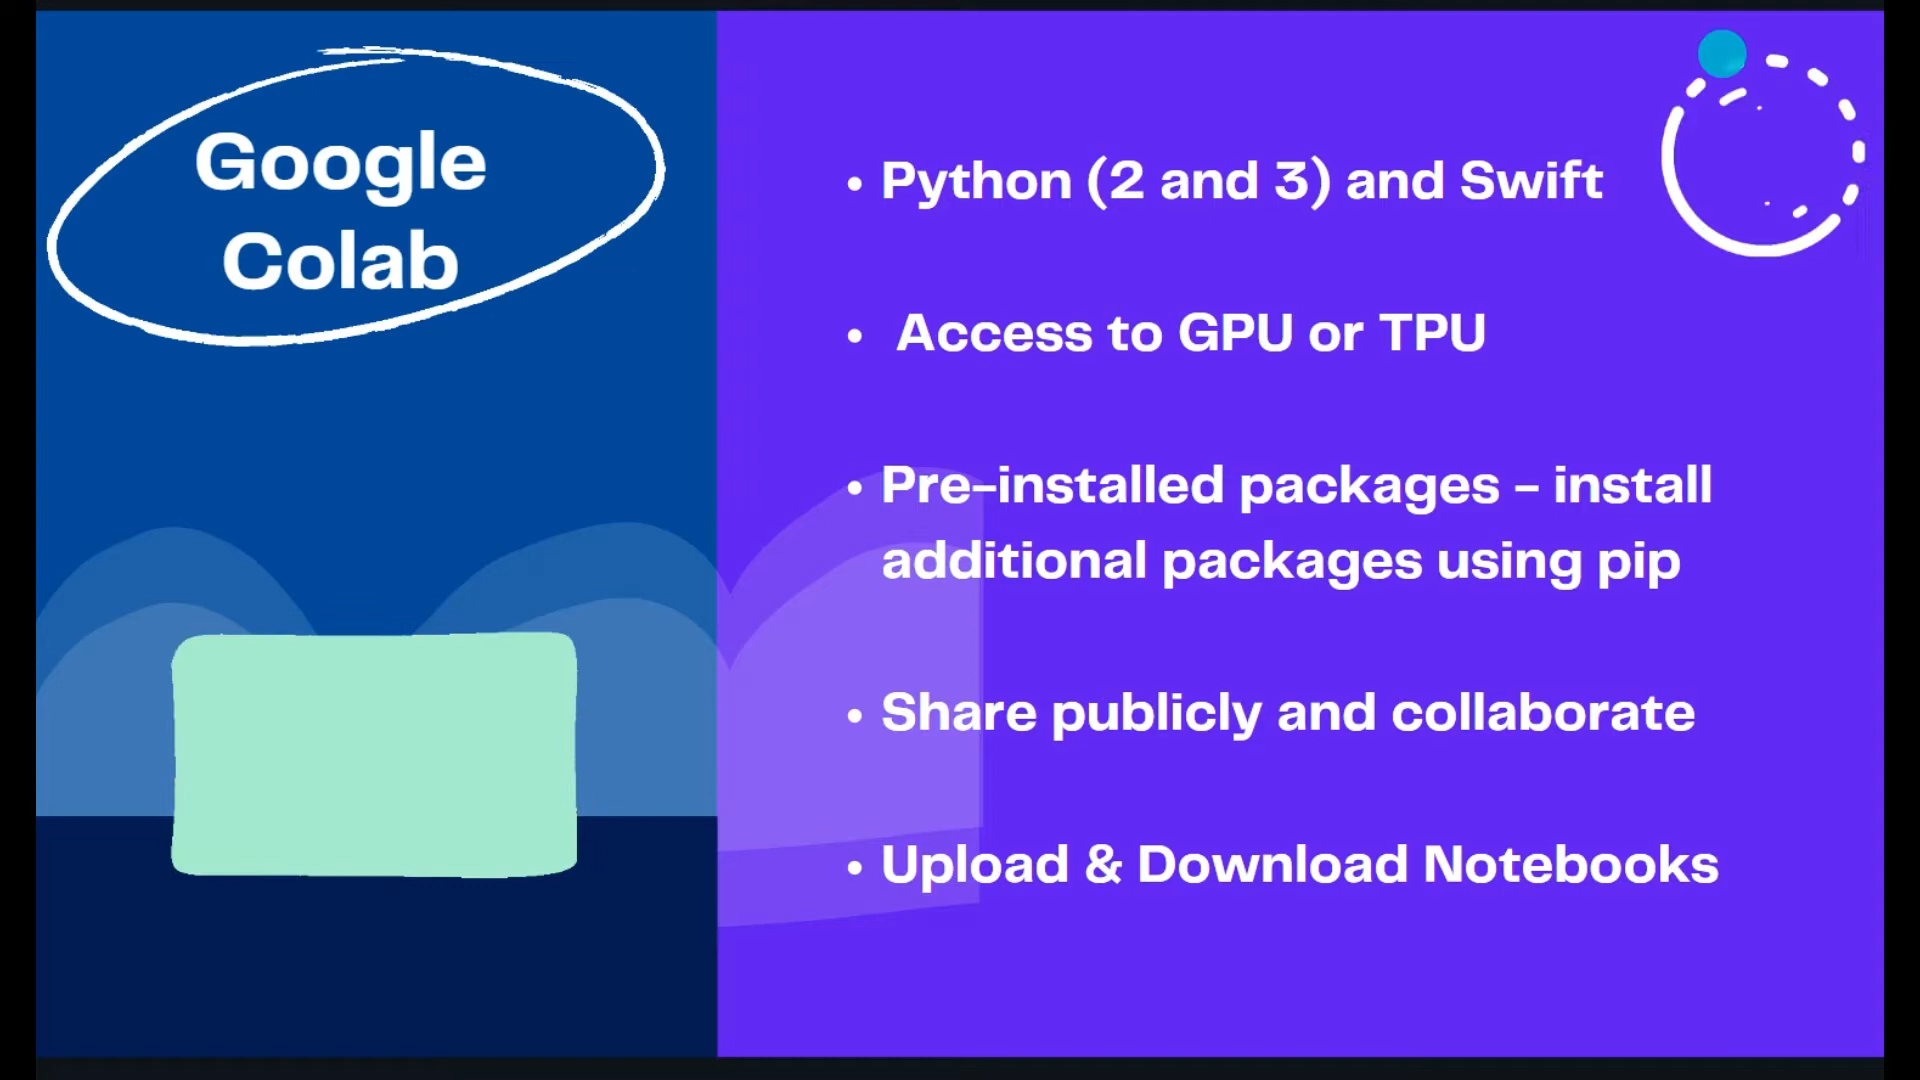 Google
Colab
• Python (2 and 3) and Swift
• Access to GPU or TPU
• Pre-installed packages - install
additional packages using pip
• Share publicly and collaborate
• Upload & Download Notebooks